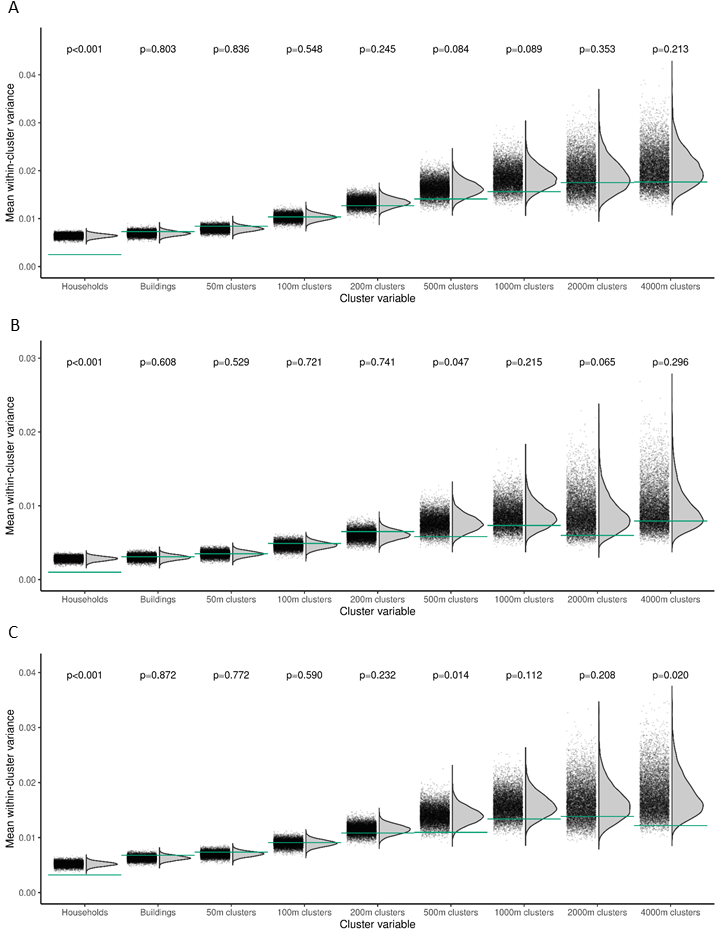 A
p<0.001 p=0.803 p=0.836 p=0.548 p=0.245 p=0.084 p=0.089 p=0.353 p=0.213
0.04
0.03
0.02
0.01
0.00
Mean within-cluster variance
Households Buildings 50m clusters 100m clusters 200m clusters 500m clusters 1000m clusters 2000m clusters 4000m clusters
Cluster variable
B
p<0.001 p=0.608 p=0.529 p=0.721 p=0.741 p=0.047 p=0.215 p=0.065 p=0.296
0.03
0.02
0.01
0.00
Mean within-cluster variance
Households Buildings 50m clusters 100m clusters 200m clusters 500m clusters 1000m clusters 2000m clusters 4000m clusters
Cluster variable
C
p<0.001 p=0.872 p=0.772 p=0.590 p=0.232 p=0.014 p=0.112 p=0.208 p=0.020
0.04
0.03
0.02
0.01
0.00
Mean within-cluster variance
Households Buildings 50m clusters 100m clusters 200m clusters 500m clusters 1000m clusters 2000m clusters 4000m clusters
Cluster variable